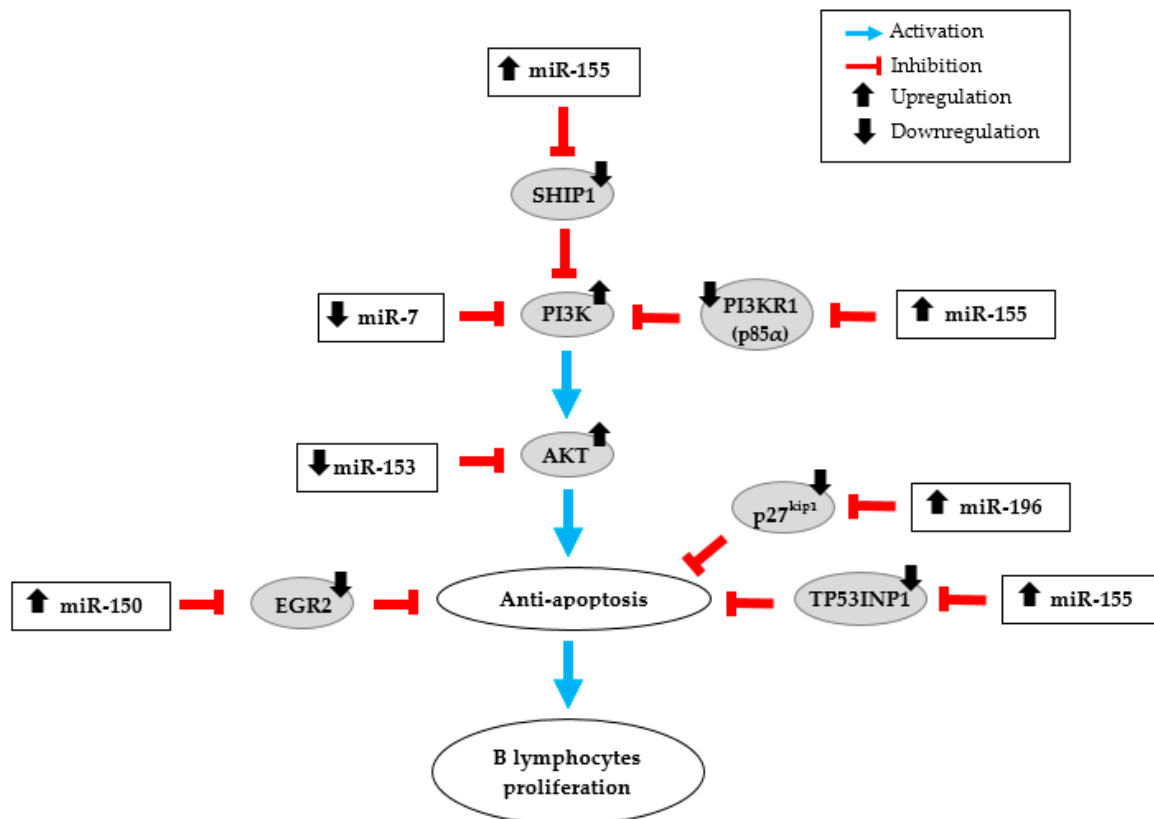 Activation
Inhibition
Upregulation
Downregulation
miR-155
SHIP1
miR-7
PI3K
PI3KR1
(p85α)
miR-155
miR-153
AKT
p27ᵏⁱᵖ¹
miR-196
miR-150
EGR2
Anti-apoptosis
TP53INP1
miR-155
B lymphocytes
proliferation